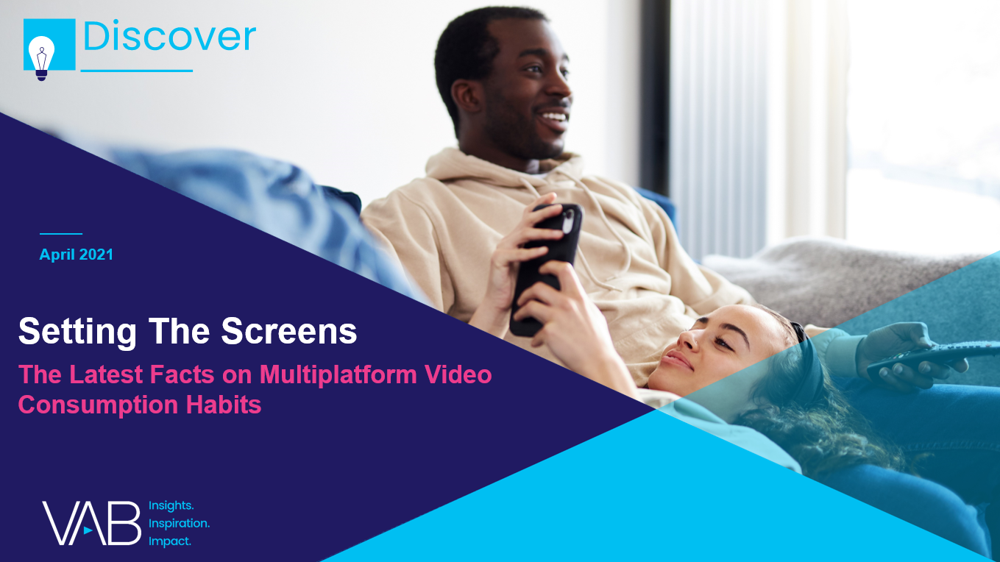 Discover
April 2021
Setting The Screens
The Latest Facts on Multiplatform Video
Consumption Habits
VAB
Insights.
Inspiration.
Impact.